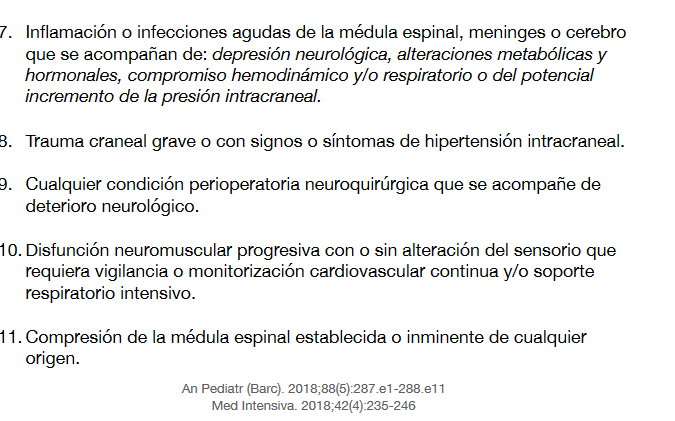 7. Inflamación o infecciones agudas de la médula espinal, meninges o cerebro
que se acompañan de: depresión neurológica, alteraciones metabólicas y
hormonales, compromiso hemodinámico y/o respiratorio o del potencial
incremento de la presión intracraneal.
8. Trauma craneal grave o con signos o síntomas de hipertensión intracraneal.
9. Cualquier condición perioperatoria neuroquirúrgica que se acompañe de
deterioro neurológico.
10. Disfunción neuromuscular progresiva con o sin alteración del sensorio que
requiera vigilancia o monitorización cardiovascular continua y/o soporte
respiratorio intensivo.
11. Compresión de la médula espinal establecida o inminente de cualquier
origen.
An Pediatr (Barc). 2018;88(5):287.e1-288.e11
Med Intensiva. 2018;42(4):235-246